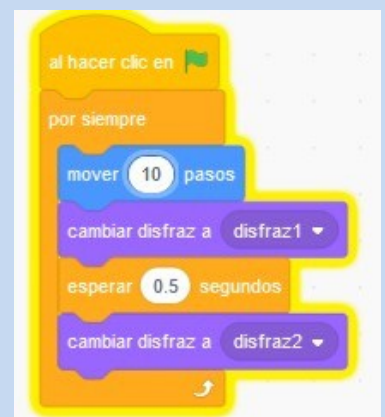 al hacer clic en
por siempre
mover 10 pasos
cambiar disfraz a disfraz1
esperar 0.5 segundos
cambiar disfraz a disfraz2